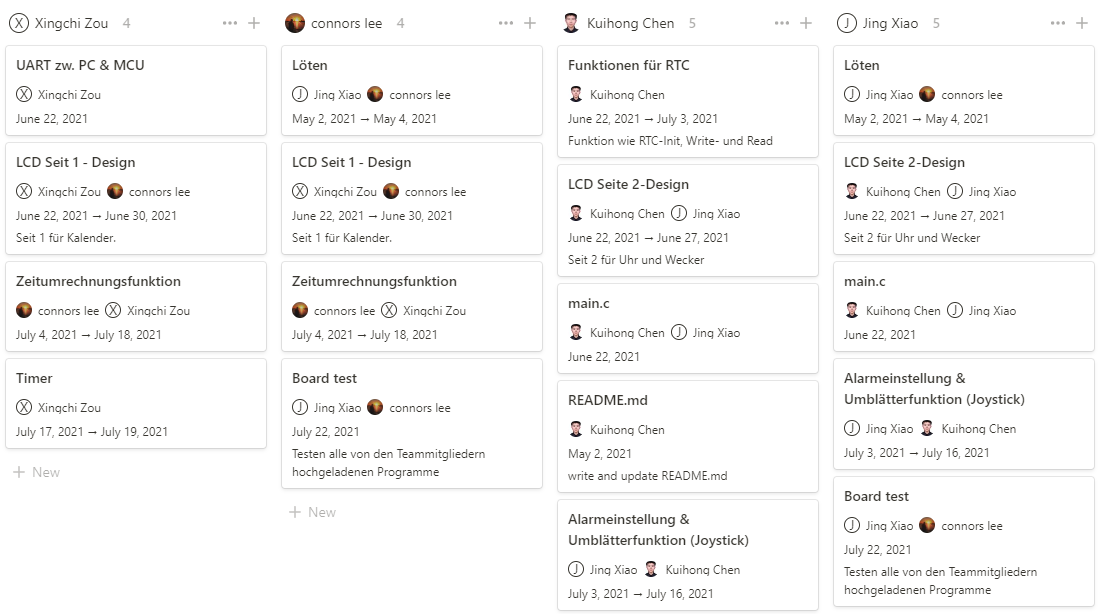 Xingchi Zou 4
UART zw. PC & MCU
X Xingchi Zou
June 22, 2021
LCD Seit 1 - Design
X Xingchi Zou connors lee
June 22, 2021 → June 30, 2021
Seit 1 für Kalender.
Zeitumrechnungsfunktion
connors lee X Xingchi Zou
July 4, 2021 → July 18, 2021
Timer
X Xingchi Zou
July 17, 2021 → July 19, 2021
+ New
connors lee 4
Löten
J Jing Xiao connors lee
May 2, 2021 → May 4, 2021
LCD Seit 1 - Design
X Xingchi Zou connors lee
June 22, 2021 → June 30, 2021
Seit 1 für Kalender.
Zeitumrechnungsfunktion
connors lee X Xingchi Zou
July 4, 2021 → July 18, 2021
Board test
J Jing Xiao connors lee
July 22, 2021
Testen alle von den Teammitgliedern
hochgeladenen Programme
+ New
Kuihong Chen 5
Funktionen für RTC
Kuihong Chen
June 22, 2021 → July 3, 2021
Funktion wie RTC-Init, Write- und Read
LCD Seite 2-Design
Kuihong Chen J Jing Xiao
June 22, 2021 → June 27, 2021
Seit 2 für Uhr und Wecker
main.c
Kuihong Chen J Jing Xiao
June 22, 2021
README.md
Kuihong Chen
May 2, 2021
write and update README.md
Alarmeinstellung &
Umblätterfunktion (Joystick)
J Jing Xiao Kuihong Chen
July 3, 2021 → July 16, 2021
J Jing Xiao 5
Löten
J Jing Xiao connors lee
May 2, 2021 → May 4, 2021
LCD Seite 2-Design
Kuihong Chen J Jing Xiao
June 22, 2021 → June 27, 2021
Seit 2 für Uhr und Wecker
main.c
Kuihong Chen J Jing Xiao
June 22, 2021
Alarmeinstellung &
Umblätterfunktion (Joystick)
J Jing Xiao Kuihong Chen
July 3, 2021 → July 16, 2021
Board test
J Jing Xiao connors lee
July 22, 2021
Testen alle von den Teammitgliedern
hochgeladenen Programme